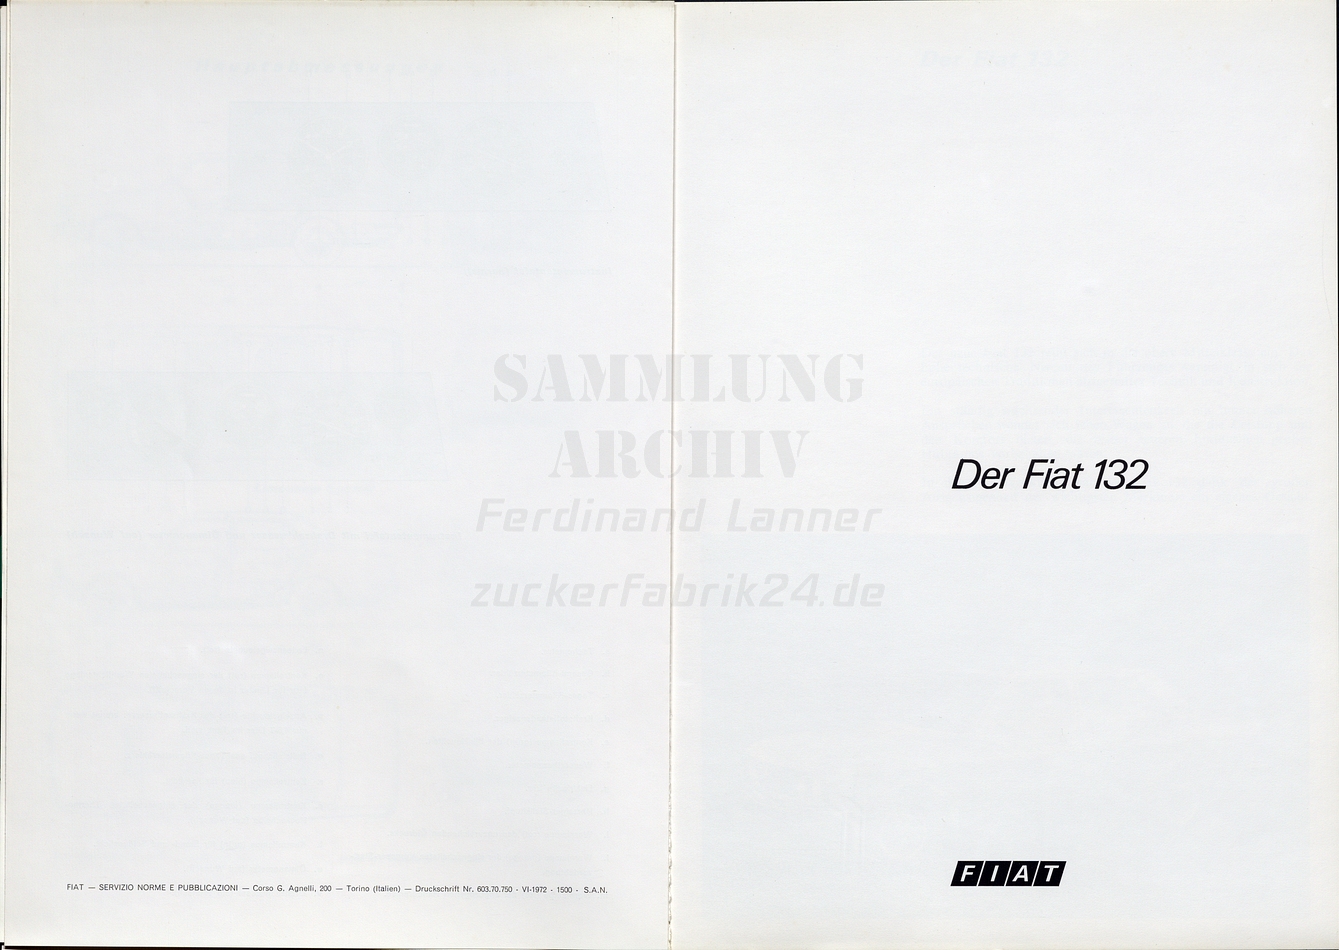 FIAT — SERVIZIO NORME E PUBBLICAZIONI — Corso G. Agnelli, 200 — Torino (Italien) — Druckschrift Nr. 603.70.750 - VI-1972 - 1500 - S.A.N.
SAMMLUNG
ARCHIV
Ferdinand Lanner
zuckerfabrik24.de
Der Fiat 132
FIAT